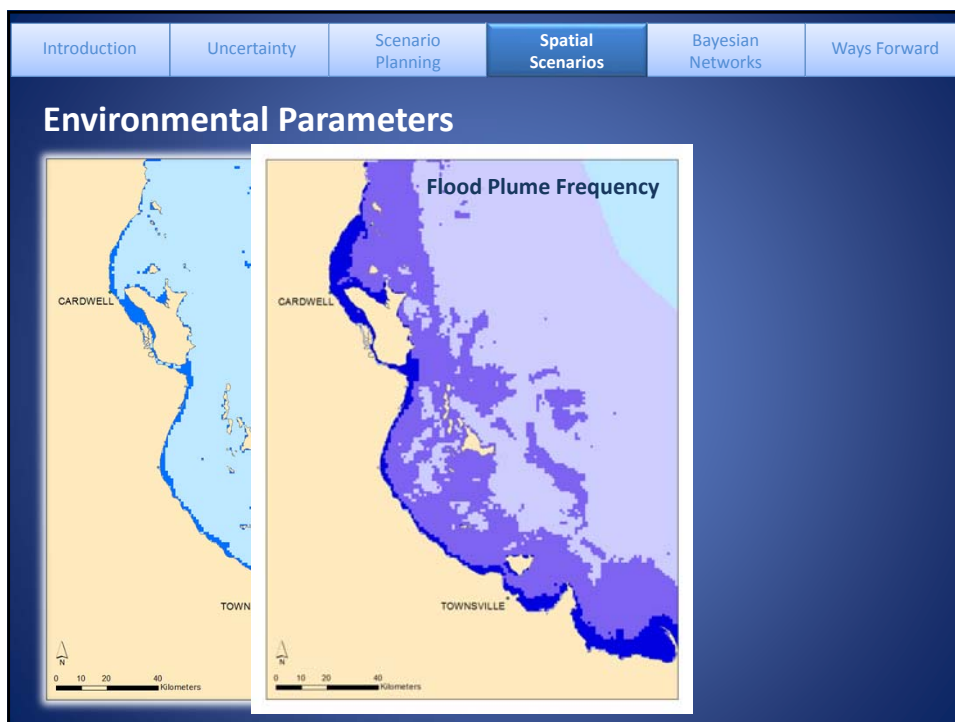 Introduction
Uncertainty
Scenario
Planning
Spatial
Scenarios
Bayesian
Networks
Ways Forward
Environmental Parameters
Flood Plume Frequency
CARDWELL
TOWN
N
0 10 20 40
Kilometers
CARDWELL
TOWNSVILLE
N
0 10 20 40
Kilometers